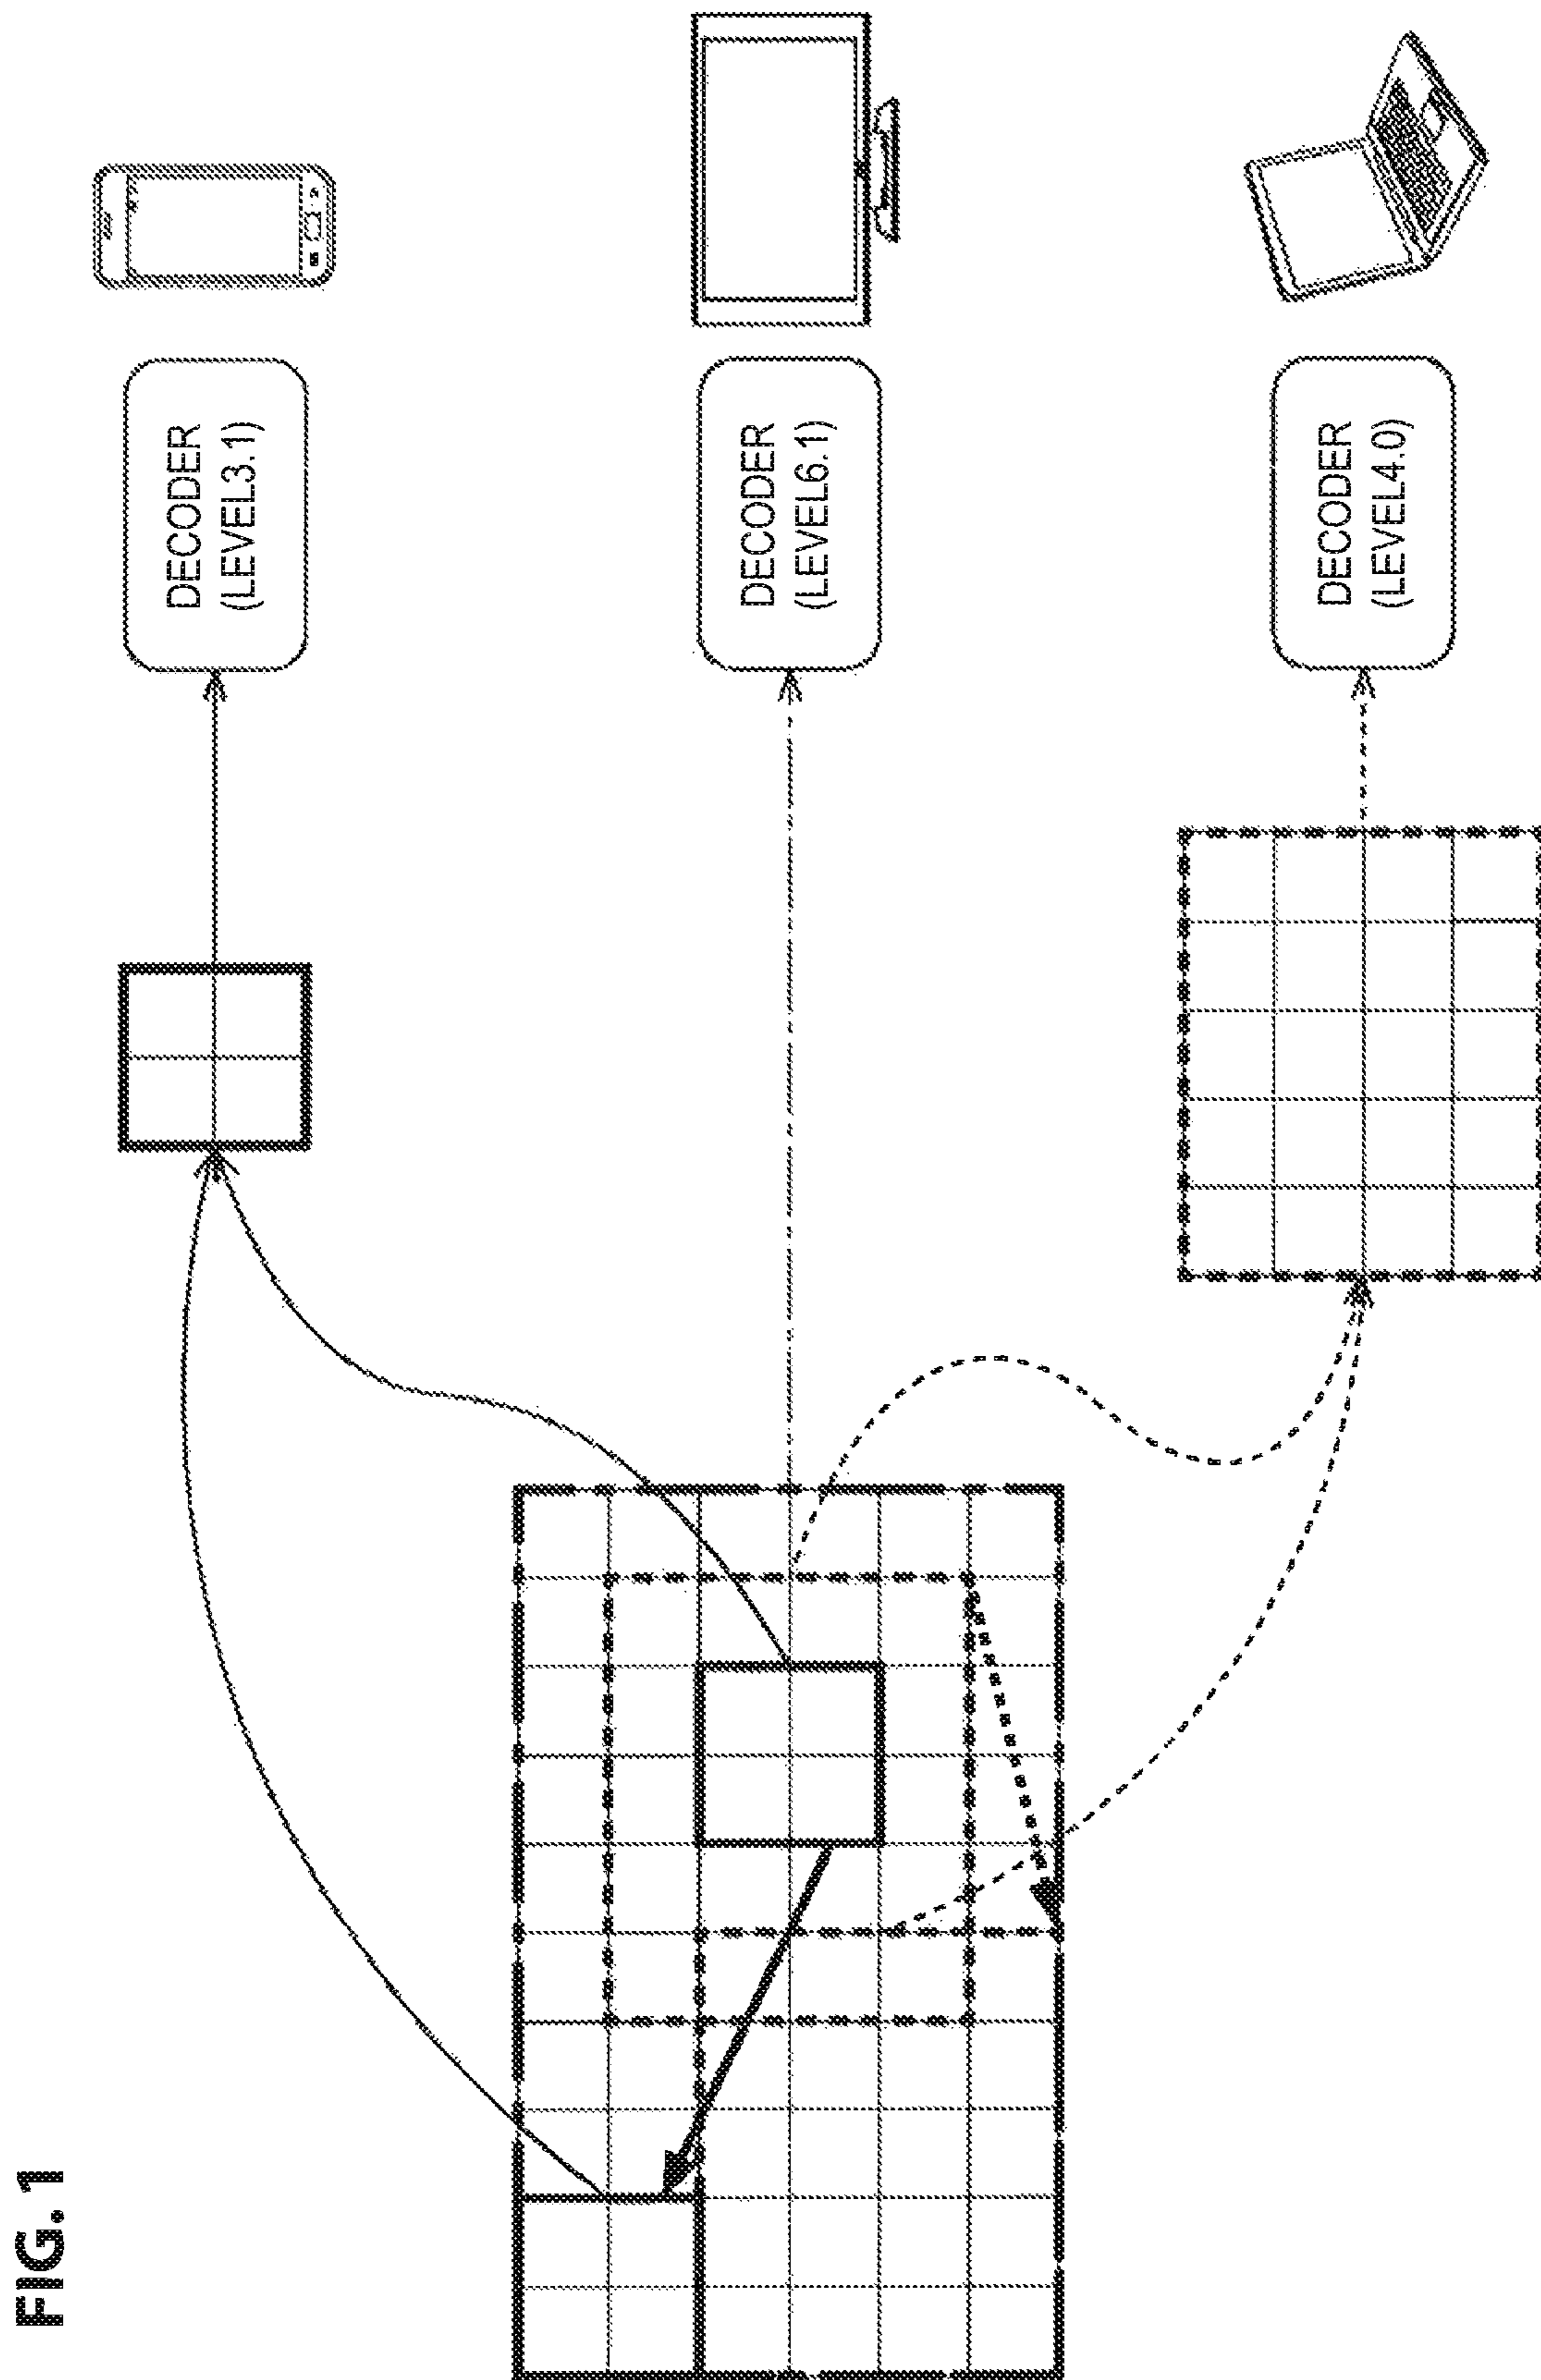 FIG. 1
DECODER
(LEVEL3.1)
DECODER
(LEVEL6.1)
DECODER
(LEVEL4.0)